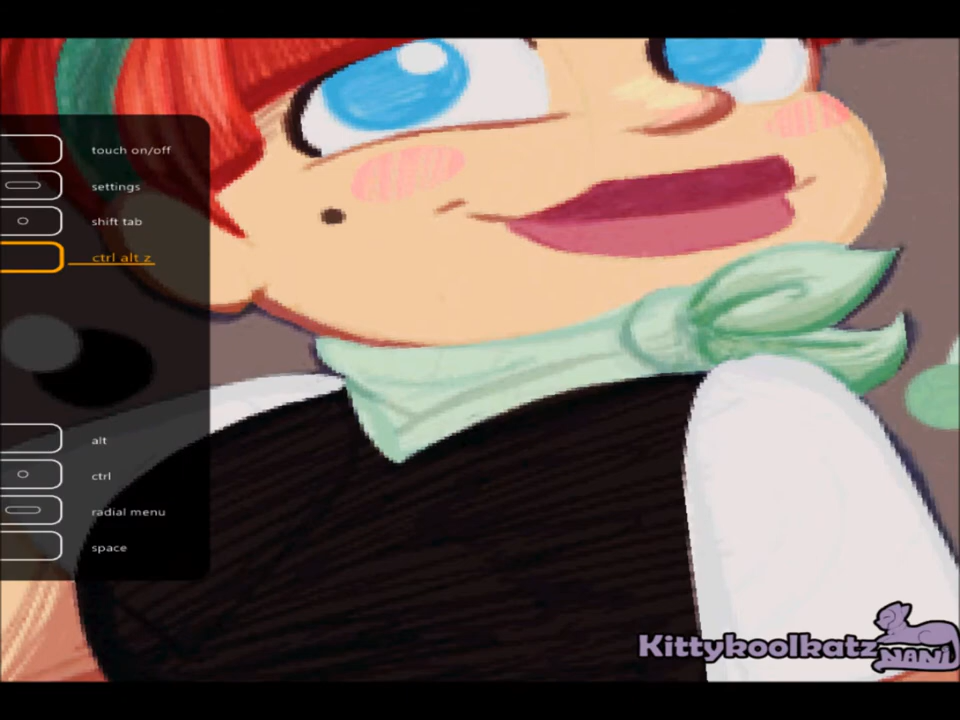 touch on/off
settings
shift tab
ctrl alt z
alt
ctrl
radial menu
space
Kittykoolkatz
NANI